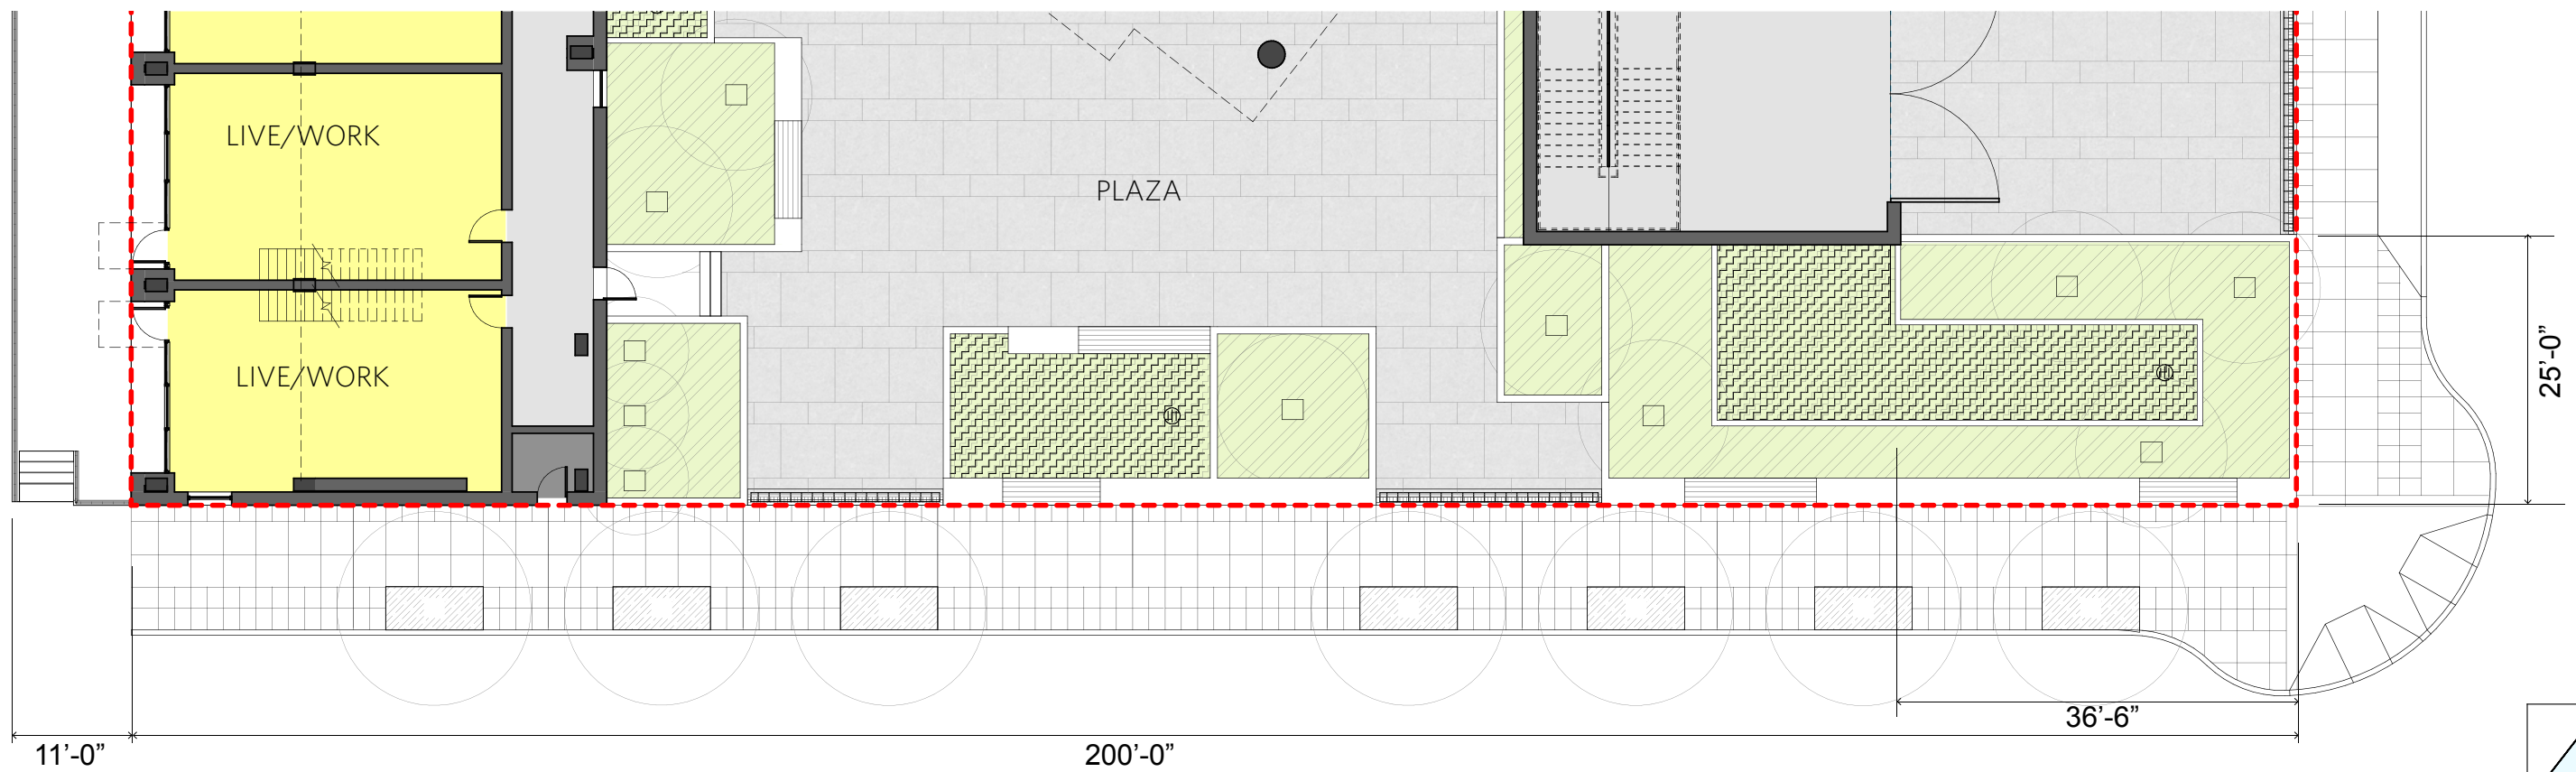 LIVE/WORK
PLAZA
LIVE/WORK
25'-0”
36’-6”
11’-0”
200’-0”